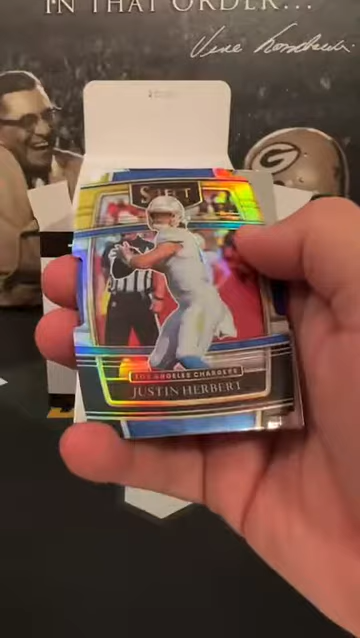 IN THAT ORDER...
Vince Lombardi
SELECT
LOS ANGELES CHARGERS
JUSTIN HERBERT